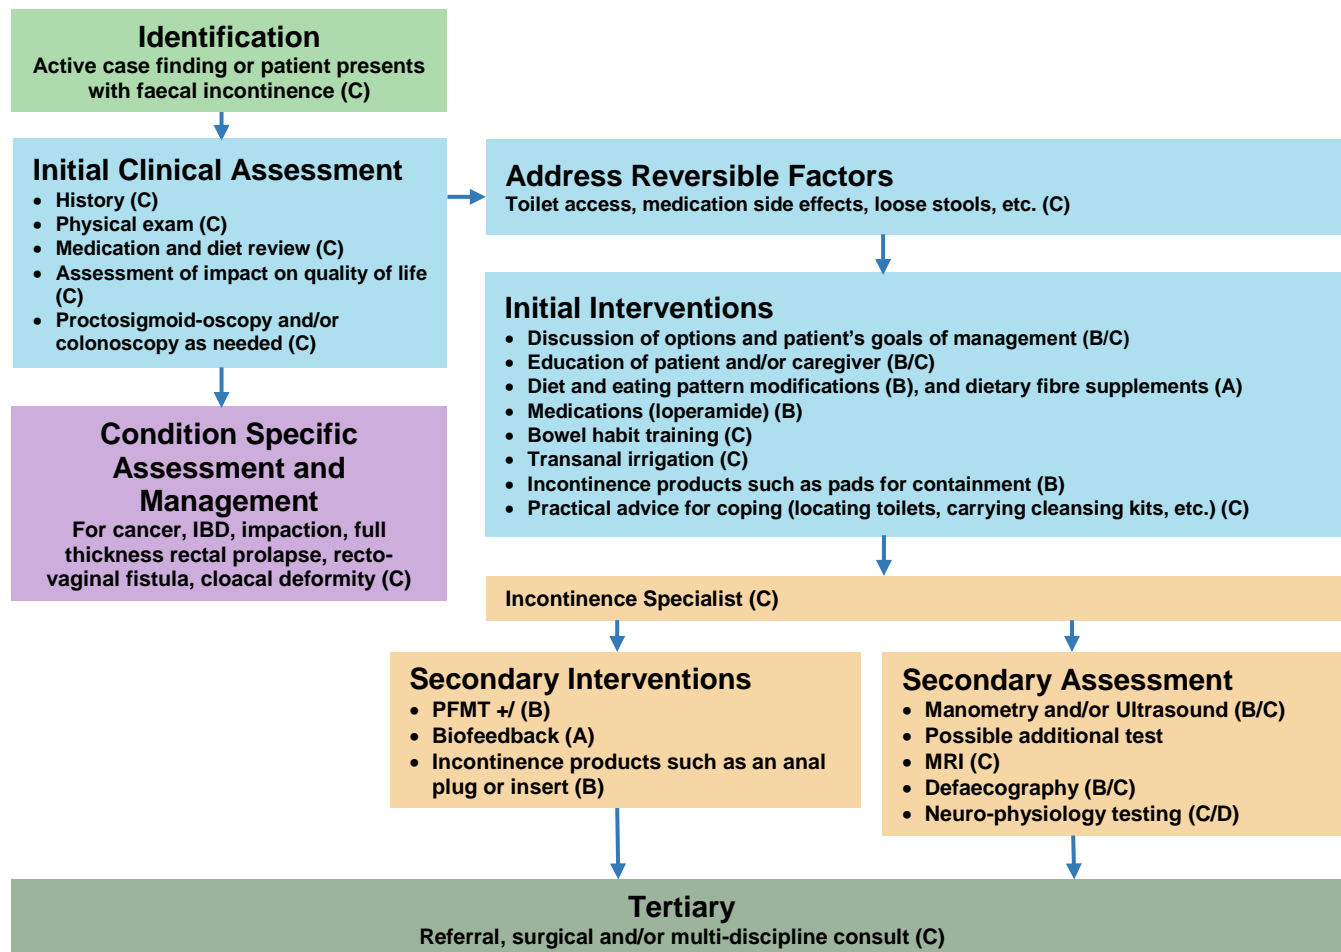 Identification
Active case finding or patient presents
with faecal incontinence (C)
Initial Clinical Assessment
• History (C)
• Physical exam (C)
• Medication and diet review (C)
• Assessment of impact on quality of life
(C)
• Proctosigmoid-oscopy and/or
colonoscopy as needed (C)
Condition Specific
Assessment and
Management
For cancer, IBD, impaction, full
thickness rectal prolapse, recto-
vaginal fistula, cloacal deformity (C)
Address Reversible Factors
Toilet access, medication side effects, loose stools, etc. (C)
Initial Interventions
• Discussion of options and patient’s goals of management (B/C)
• Education of patient and/or caregiver (B/C)
• Diet and eating pattern modifications (B), and dietary fibre supplements (A)
• Medications (loperamide) (B)
• Bowel habit training (C)
• Transanal irrigation (C)
• Incontinence products such as pads for containment (B)
• Practical advice for coping (locating toilets, carrying cleansing kits, etc.) (C)
Incontinence Specialist (C)
Secondary Interventions
• PFMT +/ (B)
• Biofeedback (A)
• Incontinence products such as an anal
plug or insert (B)
Secondary Assessment
• Manometry and/or Ultrasound (B/C)
• Possible additional test
• MRI (C)
• Defaecography (B/C)
• Neuro-physiology testing (C/D)
Tertiary
Referral, surgical and/or multi-discipline consult (C)